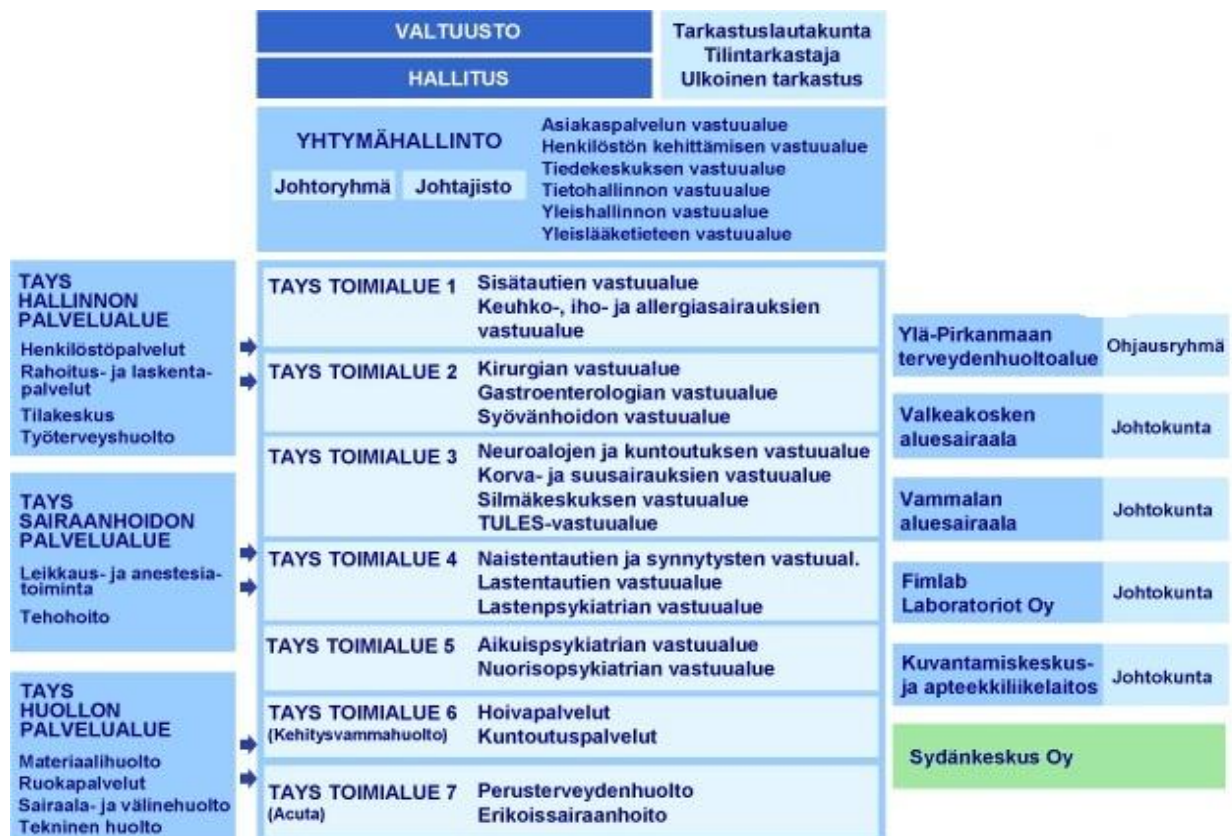 VALTUUSTO
HALLITUS
Tarkastuslautakunta
Tilintarkastaja
Ulkoinen tarkastus
YHTYMÄHALLINTO
Johtoryhmä
Johtajisto
Asiakaspalvelun vastuualue
Henkilöstön kehittämisen vastuualue
Tiedekeskuksen vastuualue
Tietohallinnon vastuualue
Yleishallinnon vastuualue
Yleislääketieteen vastuualue
TAYS
HALLINNON
PALVELUALUE
Henkilöstöpalvelut
Rahoitus- ja laskenta-
palvelut
Tilakeskus
Työterveyshuolto
TAYS
SAIRAANHOIDON
PALVELUALUE
Leikkaus- ja anestesia-
toiminta
Tehohoito
TAYS
HUOLLON
PALVELUALUE
Materiaalihuolto
Ruokapalvelut
Sairaala- ja välinehuolto
Tekninen huolto
TAYS TOIMIALUE 1
Sisätautien vastuualue
Keuhko-, iho- ja allergiasairauksien
vastuualue
TAYS TOIMIALUE 2
Kirurgian vastuualue
Gastroenterologian vastuualue
Syövänhoidon vastuualue
TAYS TOIMIALUE 3
Neuroalojen ja kuntoutuksen vastuualue
Korva- ja suusairauksien vastuualue
Silmäkeskuksen vastuualue
TULES-vastuualue
TAYS TOIMIALUE 4
Naistentautien ja synnytysten vastuual.
Lastentautien vastuualue
Lastenpsykiatrian vastuualue
TAYS TOIMIALUE 5
Aikuispsykiatrian vastuualue
Nuorisopsykiatrian vastuualue
TAYS TOIMIALUE 6
(Kehitysvammahuolto)
Hoivapalvelut
Kuntoutuspalvelut
TAYS TOIMIALUE 7
(Acuta)
Perusterveydenhuolto
Erikoissairaanhoito
Ylä-Pirkanmaan
terveydenhuoltoalue
Ohjausryhmä
Valkeakosken
aluesairaala
Johtokunta
Vammalan
aluesairaala
Johtokunta
Fimlab
Laboratoriot Oy
Johtokunta
Kuvantamiskeskus-
ja apteekkiliikelaitos
Johtokunta
Sydänkeskus Oy